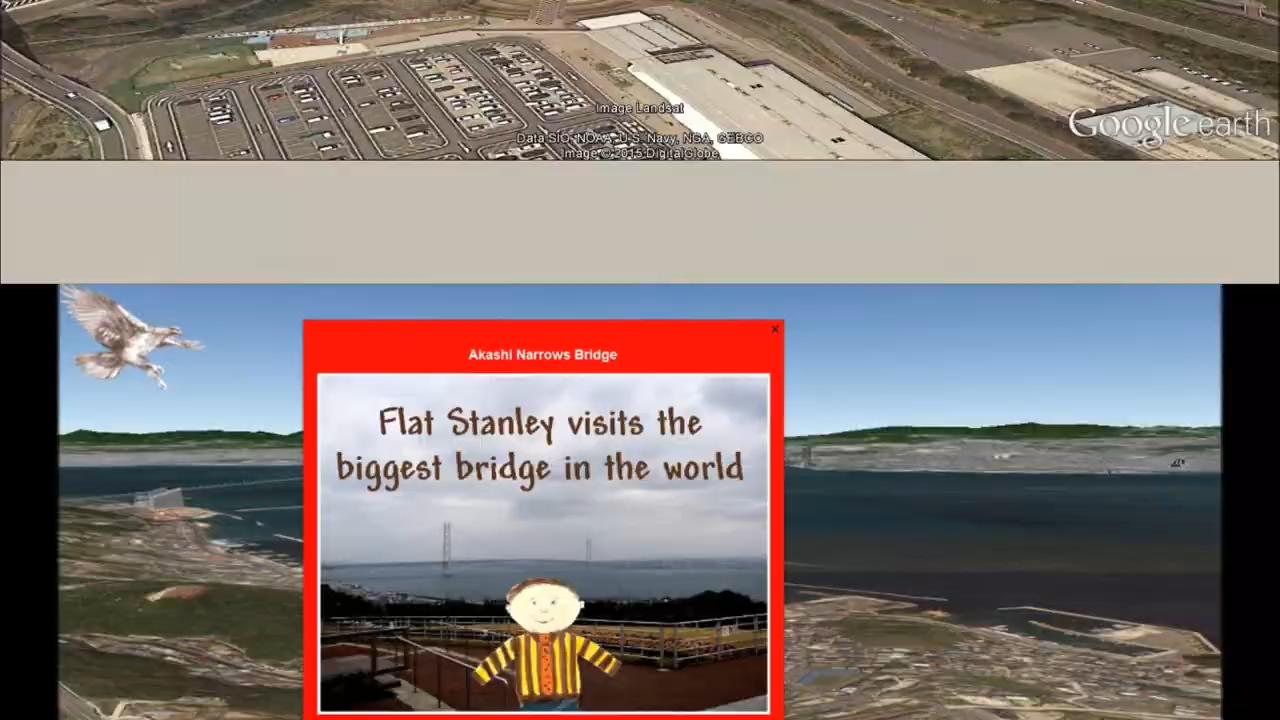 Image Landsat
Data SIO, NOAA, U.S. Navy, NGA, GEBCO
Image © 2015 DigitalGlobe
Google earth
Akashi Narrows Bridge
Flat Stanley visits the
biggest bridge in the world